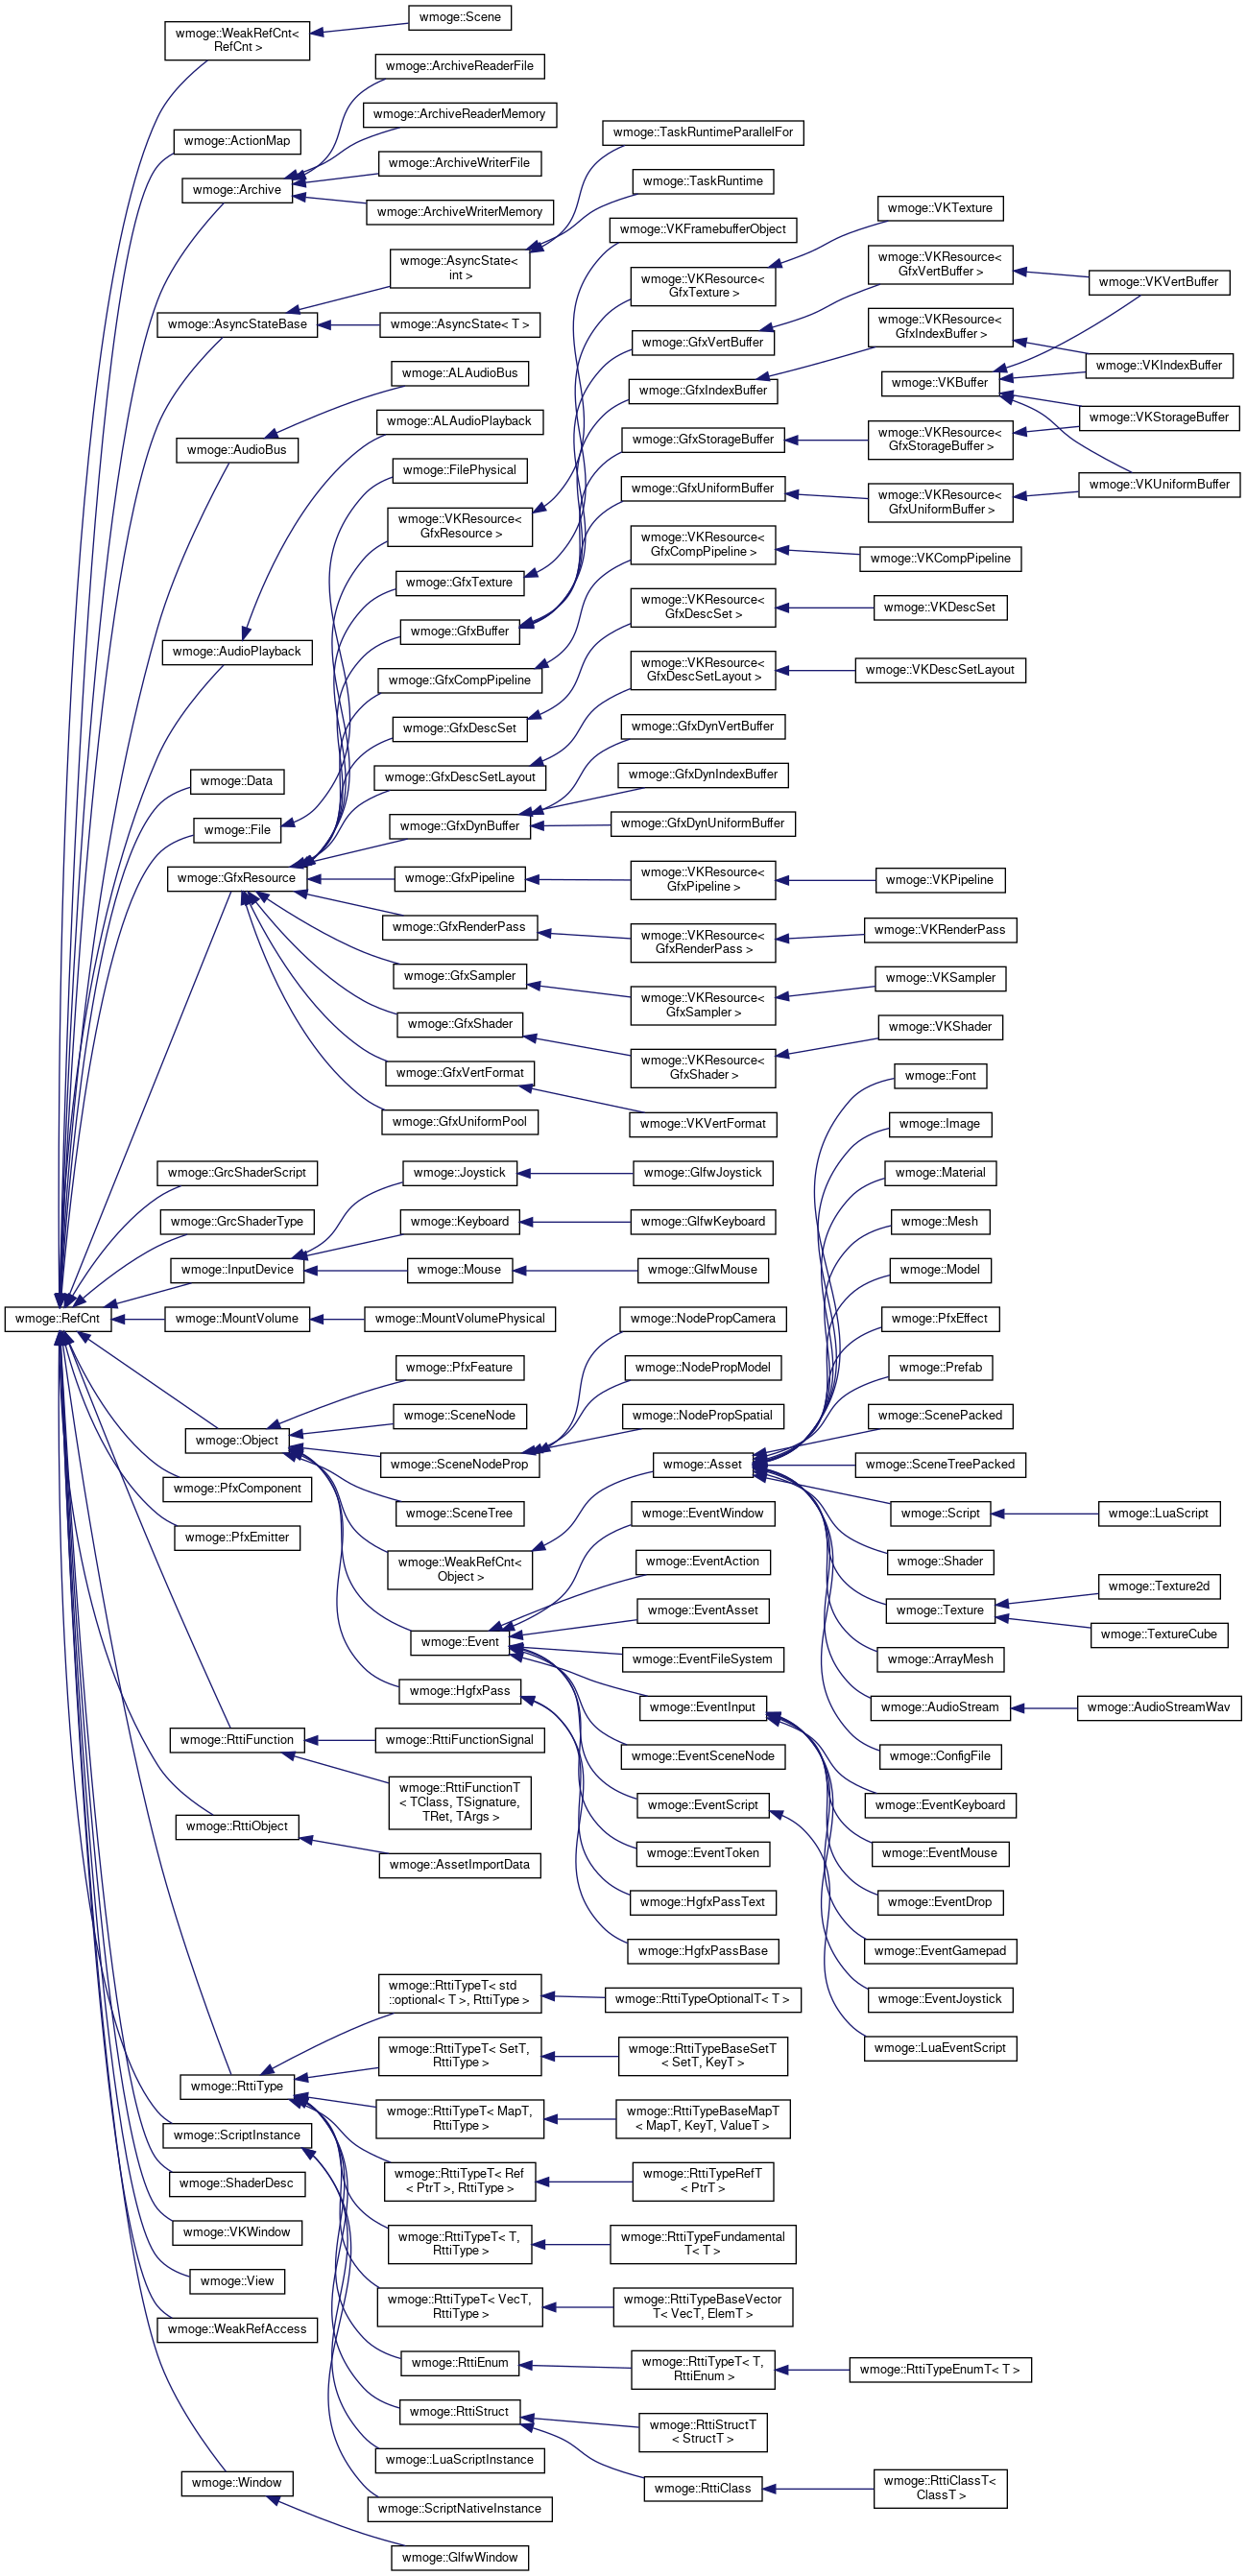 wmoge::RefCnt
wmoge::WeakRefCnt<
RefCnt >
wmoge::Scene
wmoge::ActionMap
wmoge::Archive
wmoge::ArchiveReaderFile
wmoge::ArchiveReaderMemory
wmoge::ArchiveWriterFile
wmoge::ArchiveWriterMemory
wmoge::AsyncStateBase
wmoge::AsyncState<
int >
wmoge::TaskRuntimeParallelFor
wmoge::TaskRuntime
wmoge::AsyncState< T >
wmoge::AudioBus
wmoge::ALAudioBus
wmoge::AudioPlayback
wmoge::ALAudioPlayback
wmoge::Data
wmoge::File
wmoge::FilePhysical
wmoge::GfxResource
wmoge::VKResource<
GfxResource >
wmoge::VKFramebufferObject
wmoge::GfxTexture
wmoge::VKResource<
GfxTexture >
wmoge::VKTexture
wmoge::GfxBuffer
wmoge::GfxVertBuffer
wmoge::VKResource<
GfxVertBuffer >
wmoge::VKVertBuffer
wmoge::GfxIndexBuffer
wmoge::VKResource<
GfxIndexBuffer >
wmoge::VKIndexBuffer
wmoge::VKBuffer
wmoge::GfxStorageBuffer
wmoge::VKResource<
GfxStorageBuffer >
wmoge::VKStorageBuffer
wmoge::GfxUniformBuffer
wmoge::VKResource<
GfxUniformBuffer >
wmoge::VKUniformBuffer
wmoge::GfxCompPipeline
wmoge::VKResource<
GfxCompPipeline >
wmoge::VKCompPipeline
wmoge::GfxDescSet
wmoge::VKResource<
GfxDescSet >
wmoge::VKDescSet
wmoge::GfxDescSetLayout
wmoge::VKResource<
GfxDescSetLayout >
wmoge::VKDescSetLayout
wmoge::GfxDynBuffer
wmoge::GfxDynVertBuffer
wmoge::GfxDynIndexBuffer
wmoge::GfxDynUniformBuffer
wmoge::GfxPipeline
wmoge::VKResource<
GfxPipeline >
wmoge::VKPipeline
wmoge::GfxRenderPass
wmoge::VKResource<
GfxRenderPass >
wmoge::VKRenderPass
wmoge::GfxSampler
wmoge::VKResource<
GfxSampler >
wmoge::VKSampler
wmoge::GfxShader
wmoge::VKResource<
GfxShader >
wmoge::VKShader
wmoge::GfxVertFormat
wmoge::VKVertFormat
wmoge::GfxUniformPool
wmoge::GrcShaderScript
wmoge::GrcShaderType
wmoge::InputDevice
wmoge::Joystick
wmoge::GlfwJoystick
wmoge::Keyboard
wmoge::GlfwKeyboard
wmoge::Mouse
wmoge::GlfwMouse
wmoge::MountVolume
wmoge::MountVolumePhysical
wmoge::Object
wmoge::PfxFeature
wmoge::SceneNode
wmoge::SceneNodeProp
wmoge::NodePropCamera
wmoge::NodePropModel
wmoge::NodePropSpatial
wmoge::SceneTree
wmoge::WeakRefCnt<
Object >
wmoge::Asset
wmoge::Font
wmoge::Image
wmoge::Material
wmoge::Mesh
wmoge::Model
wmoge::PfxEffect
wmoge::Prefab
wmoge::ScenePacked
wmoge::SceneTreePacked
wmoge::Script
wmoge::LuaScript
wmoge::Shader
wmoge::Texture
wmoge::Texture2d
wmoge::TextureCube
wmoge::ArrayMesh
wmoge::AudioStream
wmoge::AudioStreamWav
wmoge::ConfigFile
wmoge::Event
wmoge::EventWindow
wmoge::EventAction
wmoge::EventAsset
wmoge::EventFileSystem
wmoge::EventInput
wmoge::EventKeyboard
wmoge::EventMouse
wmoge::EventDrop
wmoge::EventGamepad
wmoge::EventJoystick
wmoge::EventSceneNode
wmoge::EventScript
wmoge::LuaEventScript
wmoge::EventToken
wmoge::HgfxPass
wmoge::HgfxPassText
wmoge::HgfxPassBase
wmoge::PfxComponent
wmoge::PfxEmitter
wmoge::RttiFunction
wmoge::RttiFunctionSignal
wmoge::RttiFunctionT
< TClass, TSignature,
TRet, TArgs >
wmoge::RttiObject
wmoge::AssetImportData
wmoge::RttiType
wmoge::RttiTypeT< std
::optional< T >, RttiType >
wmoge::RttiTypeOptionalT< T >
wmoge::RttiTypeT< SetT,
RttiType >
wmoge::RttiTypeBaseSetT
< SetT, KeyT >
wmoge::RttiTypeT< MapT,
RttiType >
wmoge::RttiTypeBaseMapT
< MapT, KeyT, ValueT >
wmoge::RttiTypeT< Ref
< PtrT >, RttiType >
wmoge::RttiTypeRefT
< PtrT >
wmoge::RttiTypeT< T,
RttiType >
wmoge::RttiTypeFundamental
T< T >
wmoge::RttiTypeT< VecT,
RttiType >
wmoge::RttiTypeBaseVector
T< VecT, ElemT >
wmoge::RttiEnum
wmoge::RttiTypeT< T,
RttiEnum >
wmoge::RttiTypeEnumT< T >
wmoge::RttiStruct
wmoge::RttiStructT
< StructT >
wmoge::RttiClass
wmoge::RttiClassT<
ClassT >
wmoge::ScriptInstance
wmoge::LuaScriptInstance
wmoge::ScriptNativeInstance
wmoge::ShaderDesc
wmoge::VKWindow
wmoge::View
wmoge::WeakRefAccess
wmoge::Window
wmoge::GlfwWindow